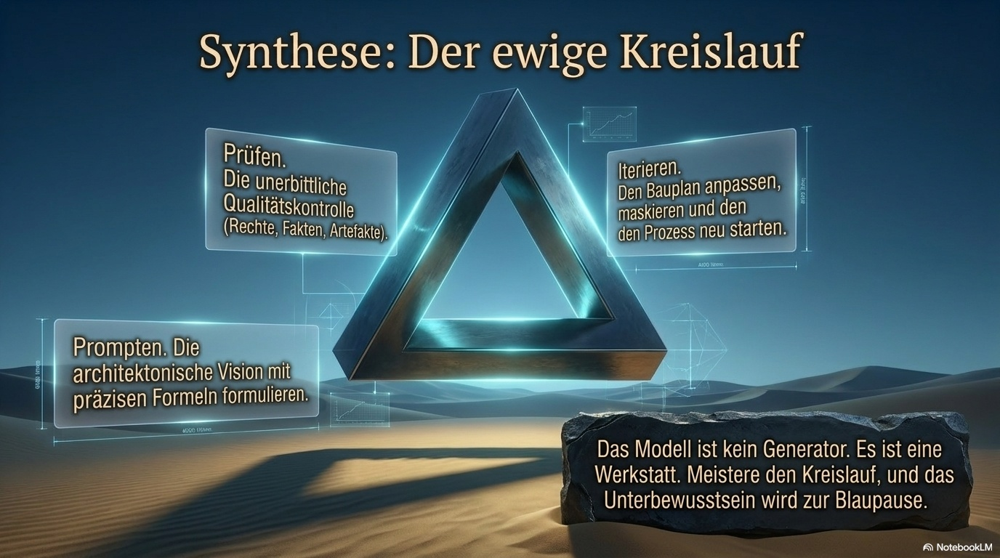 Synthese: Der ewige Kreislauf
Prüfen.
Die unerbittliche
Qualitätskontrolle
(Rechte, Fakten, Artefakte).
Iterieren.
Den Bauplan anpassen,
maskieren und den
den Prozess neu starten.
Prompten. Die
architektonische Vision mit
präzisen Formeln formulieren.
Das Modell ist kein Generator. Es ist eine
Werkstatt. Meistere den Kreislauf, und das
Unterbewusstsein wird zur Blaupause.
NotebookLM